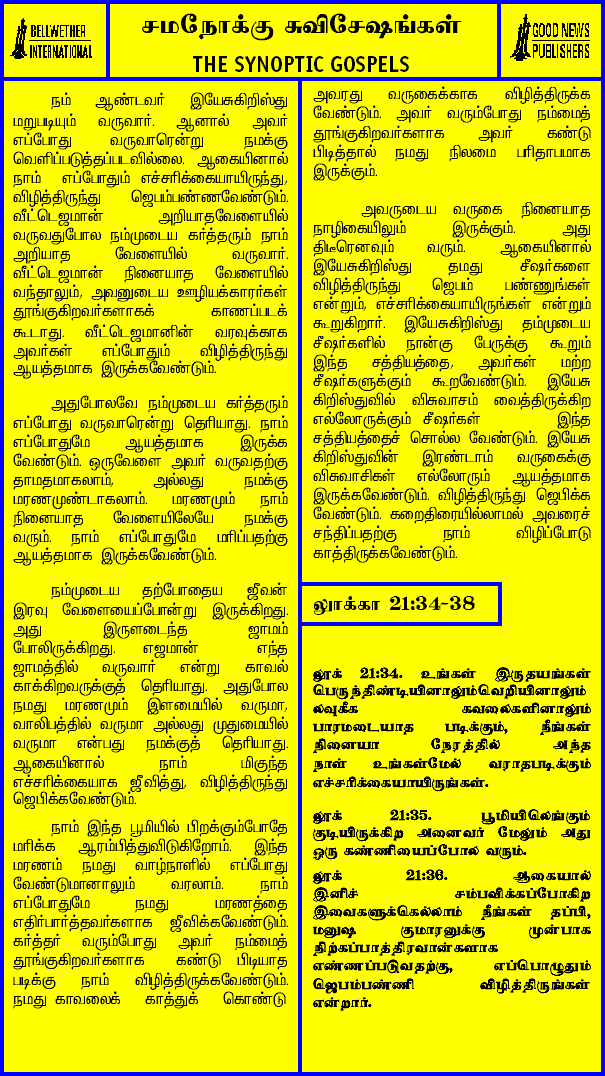 BELLWETHER
INTERNATIONAL
சமநோக்கு சுவிசேஷங்கள்
THE SYNOPTIC GOSPELS
GOOD NEWS
PUBLISHERS
நம் ஆண்டவர் இயேசுகிறிஸ்து
மறுபடியும் வருவார். ஆனால் அவர்
எப்போது வருவாரென்று நமக்கு
வெளிப்படுத்தப்படவில்லை. ஆகையினால்
நாம் எப்போதும் எச்சரிக்கையாயிருந்து,
விழித்திருந்து ஜெபம்பண்ணவேண்டும்.
வீட்டெஜமான் அறியாதவேளையில்
வருவதுபோல நம்முடைய கர்த்தரும் நாம்
அறியாத வேளையில் வருவார்.
வீட்டெஜமான் நினையாத வேளையில்
வந்தாலும், அவனுடைய ஊழியக்காரர்கள்
தூங்குகிறவர்களாகக் காணப்படக்
கூடாது. வீட்டெஜமானின் வரவுக்காக
அவர்கள் எப்போதும் விழித்திருந்து
ஆயத்தமாக இருக்கவேண்டும்.
அதுபோலவே நம்முடைய கர்த்தரும்
எப்போது வருவாரென்று தெரியாது. நாம்
எப்போதுமே ஆயத்தமாக இருக்க
வேண்டும். ஒருவேளை அவர் வருவதற்கு
தாமதமாகலாம், அல்லது நமக்கு
மரணமுண்டாகலாம். மரணமும் நாம்
நினையாத வேளையிலேயே நமக்கு
வரும். நாம் எப்போதுமே மரிப்பதற்கு
ஆயத்தமாக இருக்கவேண்டும்.
நம்முடைய தற்போதைய ஜீவன்
இரவு வேளையைப்போன்று இருக்கிறது.
அது இருளடைந்த ஜாமம்
போலிருக்கிறது. எஜமான் எந்த
ஜாமத்தில் வருவார் என்று காவல்
காக்கிறவருக்குத் தெரியாது. அதுபோல
நமது மரணமும் இளமையில் வருமா,
வாலிபத்தில் வருமா அல்லது முதுமையில்
வருமா என்பது நமக்குத் தெரியாது.
ஆகையினால் நாம் மிகுந்த
எச்சரிக்கையாக ஜீவித்து, விழித்திருந்து
ஜெபிக்கவேண்டும்.
நாம் இந்த பூமியில் பிறக்கும்போதே
மரிக்க ஆரம்பித்துவிடுகிறோம். இந்த
மரணம் நமது வாழ்நாளில் எப்போது
வேண்டுமானாலும் வரலாம். நாம்
எப்போதுமே நமது மரணத்தை
எதிர்பார்த்தவர்களாக ஜீவிக்கவேண்டும்.
கர்த்தர் வரும்போது அவர் நம்மைத்
தூங்குகிறவர்களாக கண்டு பிடியாத
படிக்கு நாம் விழித்திருக்கவேண்டும்.
நமது காவலைக் காத்துக் கொண்டு
அவரது வருகைக்காக விழித்திருக்க
வேண்டும். அவர் வரும்போது நம்மைத்
தூங்குகிறவர்களாக அவர் கண்டு
பிடித்தால் நமது நிலமை பரிதாபமாக
இருக்கும்.
அவருடைய வருகை நினையாத
நாழிகையிலும் இருக்கும். அது
திடீரெனவும் வரும். ஆகையினால்
இயேசுகிறிஸ்து தமது சீஷர்களை
விழித்திருந்து ஜெபம் பண்ணுங்கள்
என்றும், எச்சரிக்கையாயிருங்கள் என்றும்
கூறுகிறார். இயேசுகிறிஸ்து தம்முடைய
சீஷர்களில் நான்கு பேருக்கு கூறும்
இந்த சத்தியத்தை, அவர்கள் மற்ற
சீஷர்களுக்கும் கூறவேண்டும். இயேசு
கிறிஸ்துவில் விசுவாசம் வைத்திருக்கிற
எல்லோருக்கும் சீஷர்கள் இந்த
சத்தியத்தைச் சொல்ல வேண்டும். இயேசு
கிறிஸ்துவின் இரண்டாம் வருகைக்கு
விசுவாசிகள் எல்லோரும் ஆயத்தமாக
இருக்கவேண்டும். விழித்திருந்து ஜெபிக்க
வேண்டும். கறைதிரையில்லாமல் அவரைச்
சந்திப்பதற்கு நாம் விழிப்போடு
காத்திருக்கவேண்டும்.
லூக்கா 21:34-38
லூக் 21:34. உங்கள் இருதயங்கள்
பெருந்திண்டியினாலும்வெறியினாலும்
லவுகீக கவலைகளினாலும்
பாரமடையாத படிக்கும், நீங்கள்
நினையா நேரத்தில் அந்த
நாள் உங்கள்மேல் வராதபடிக்கும்
எச்சரிக்கையாயிருங்கள்.
லூக் 21:35. பூமியிலெங்கும்
குடியிருக்கிற அனைவர் மேலும் அது
ஒரு கண்ணியைப்போல வரும்.
லூக் 21:36. ஆகையால்
இனிச் சம்பவிக்கப்போகிற
இவைகளுக்கெல்லாம் நீங்கள் தப்பி,
மனுஷ குமாரனுக்கு முன்பாக
நிற்கப்பாத்திரவான்களாக
எண்ணப்படுவதற்கு, எப்பொழுதும்
ஜெபம்பண்ணி விழித்திருங்கள்
என்றார்.